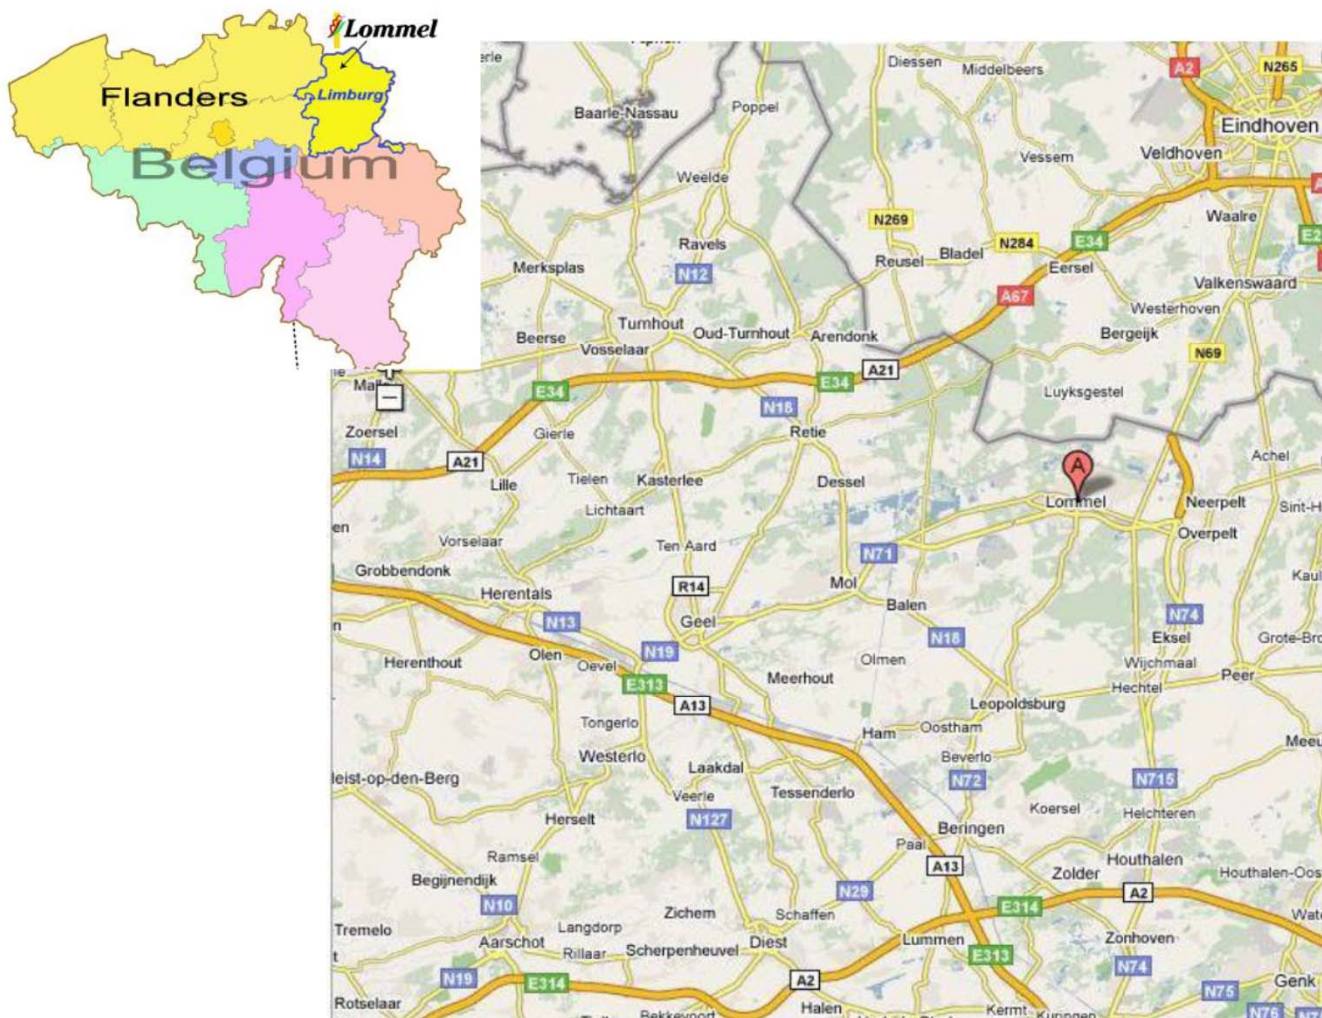 Lommel
Flanders
Limburg
Belgium
A2
N265
Diessen
Middelbeers
Poppel
Baarle-Nassau
Eindhoven
Veldhoven
Vessem
Weelde
N269
Waalre
N284
E34
Ravels
Bladel
Reusel
Eersel
Merksplas
N12
Valkenswaard
A67
Westerhoven
Turnhout
Oud-Turnhout
Arendonk
Bergeijk
Beerse
Vosselaar
N69
A21
E34
E34
Luyksgestel
N18
Zoersel
Gierle
Retie
N14
A21
Achel
A
Lille
Tielen
Kasterlee
Dessel
Lommel
Neerpelt
Lichtaart
Overpelt
Vorselaar
Ten Aard
N71
Grobbendonk
R14
Mol
Herentals
Balen
N74
N13
Geel
N18
Eksel
Olen
Oevel
N19
Olmen
Wijchmaal
Herenthout
Meerhout
Peer
E313
Hechtel
A13
Leopoldsburg
Tongerlo
Oostham
Ham
Westerlo
Beverlo
Laakdal
N72
N715
Veerle
Tessenderlo
Koersel
Helchteren
Herselt
N127
Beringen
Paal
Ramsel
A13
Houthalen
Begijnendijk
Zolder
N29
A2
N10
E314
Zichem
Schaffen
Tremelo
Langdorp
Aarschot
Rillaar
Scherpenheuvel
Diest
Lummen
Zonhoven
E313
N74
N19
E314
A2
Genk
N75
Rotselaar
Halen
Kermt
N76